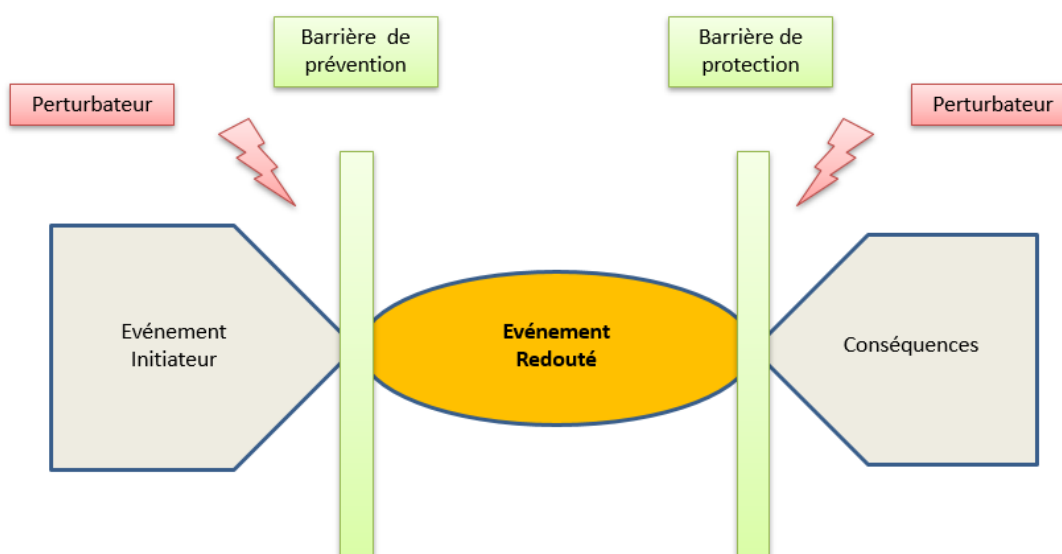 Barrière de
prévention
Barrière de
protection
Perturbateur
Perturbateur
Evénement
Initiateur
Evénement
Redouté
Conséquences